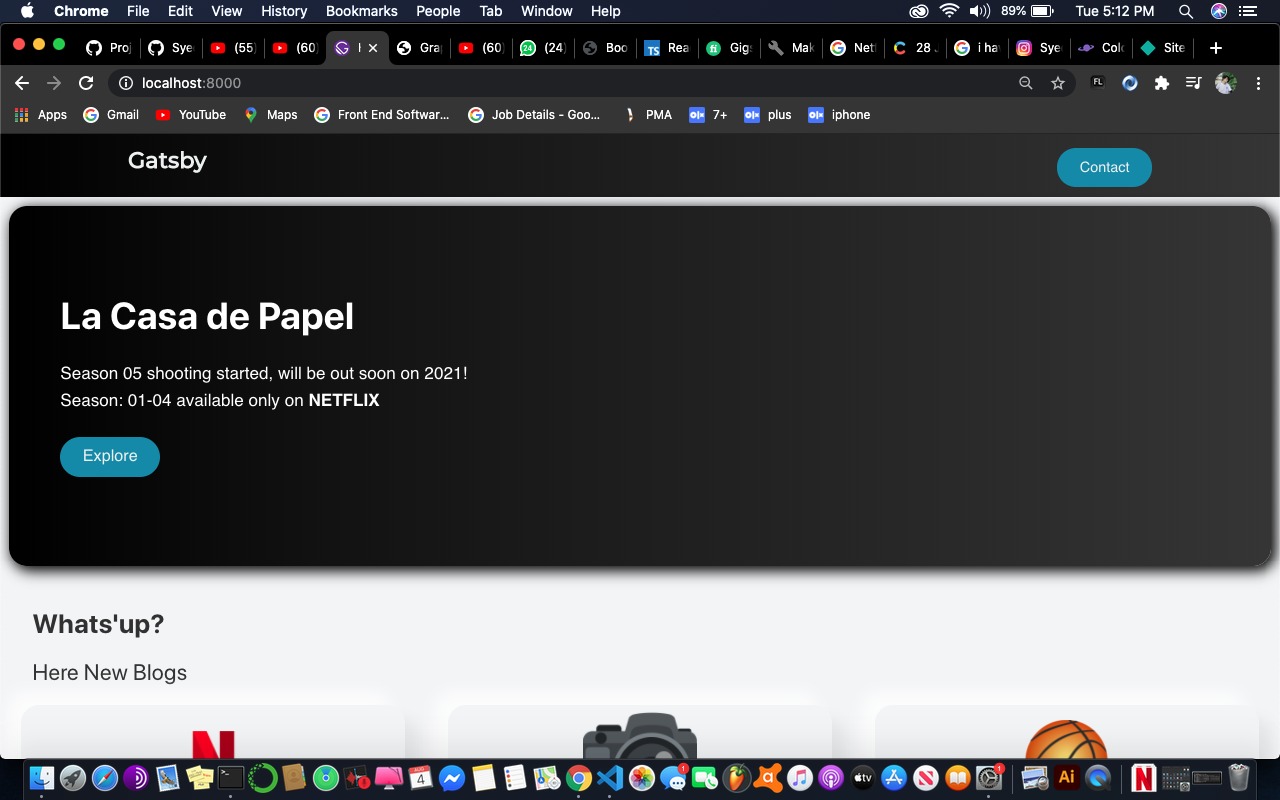 Chrome File Edit View History Bookmarks People Tab Window Help 89% Tue 5:12 PM
Proj Sye (55) (60) Gra (60) (24) Boo Rea Gigs Mak Net 28 J i hav Sye Colo Site
localhost:8000
Apps Gmail YouTube Maps Front End Softwar... Job Details - Goo... PMA 7+ plus iphone
Gatsby Contact
La Casa de Papel
Season 05 shooting started, will be out soon on 2021!
Season: 01-04 available only on NETFLIX
Explore
Whats'up?
Here New Blogs